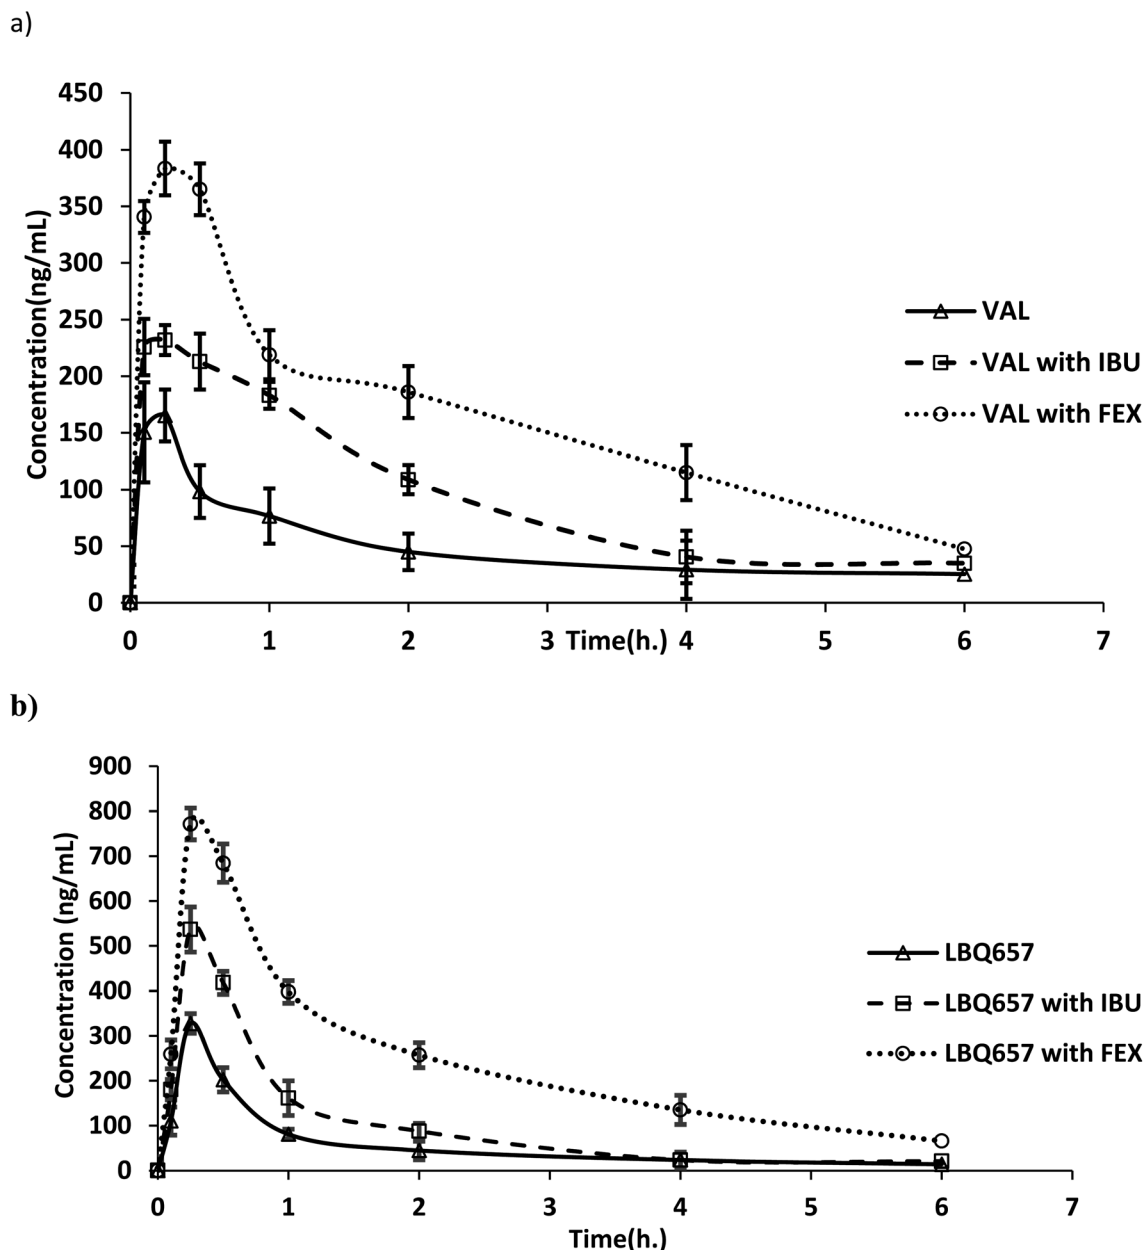 a)
450
400
350
300
250
200
150
100
50
0
Concentration(ng/mL)
0 1 2 3 4 5 6 7
Time(h.)
VAL
VAL with IBU
VAL with FEX
b)
900
800
700
600
500
400
300
200
100
0
Concentration (ng/mL)
0 1 2 3 4 5 6 7
Time(h.)
LBQ657
LBQ657 with IBU
LBQ657 with FEX